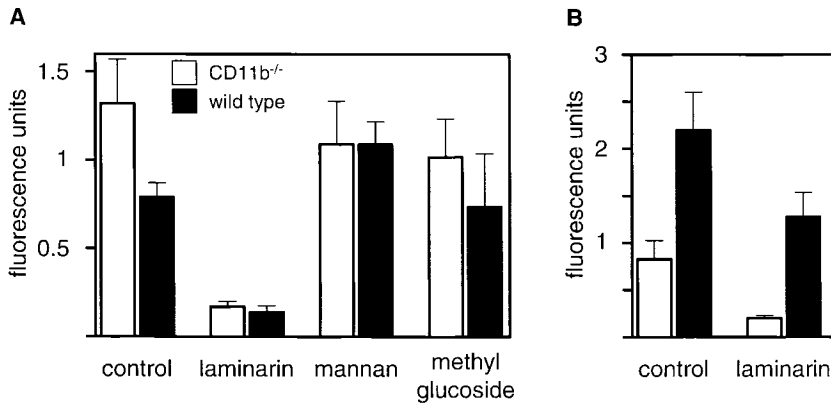 A
fluorescence units
1.5
1
0.5
CD11b-/-
wild type
control
laminarin
mannan
methyl
glucoside
B
fluorescence units
3
2
1
control
laminarin